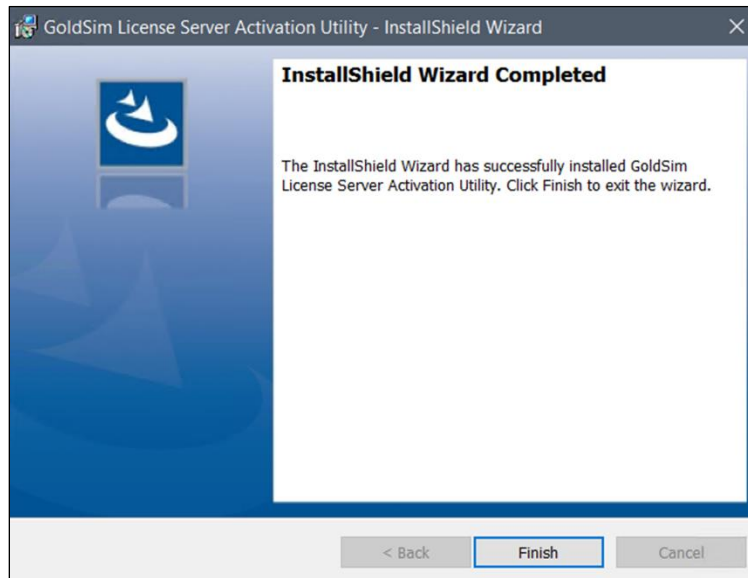 GoldSim License Server Activation Utility - InstallShield Wizard
InstallShield Wizard Completed
The InstallShield Wizard has successfully installed GoldSim
License Server Activation Utility. Click Finish to exit the wizard.
< Back Finish Cancel